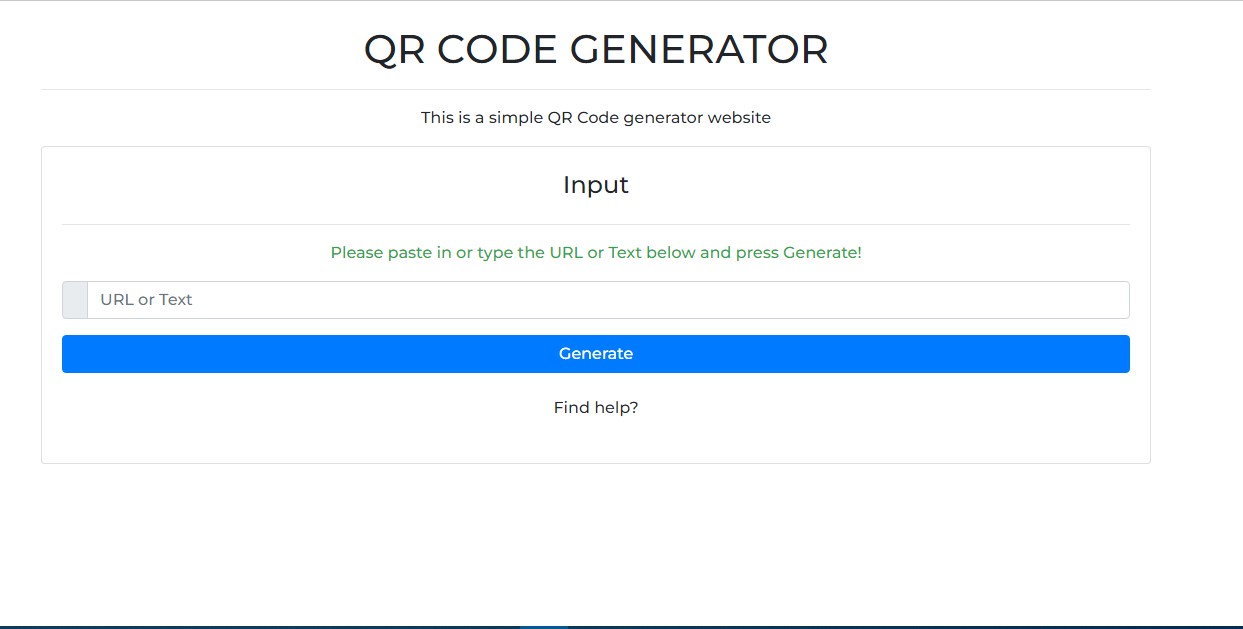 QR CODE GENERATOR
This is a simple QR Code generator website
Input
Please paste in or type the URL or Text below and press Generate!
URL or Text
Generate
Find help?